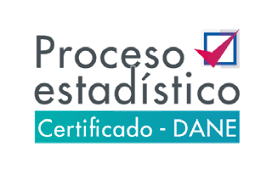 Proceso
estadístico
Certificado - DANE